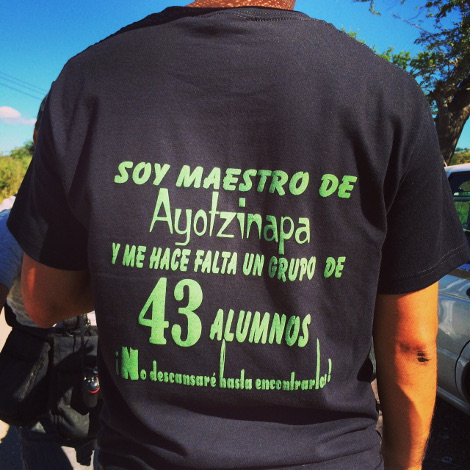 SOY MAESTRO DE
Ayotzinapa
Y ME HACE FALTA UN GRUPO DE
43 ALUMNOS
¡No descansaré hasta encontrarlos!